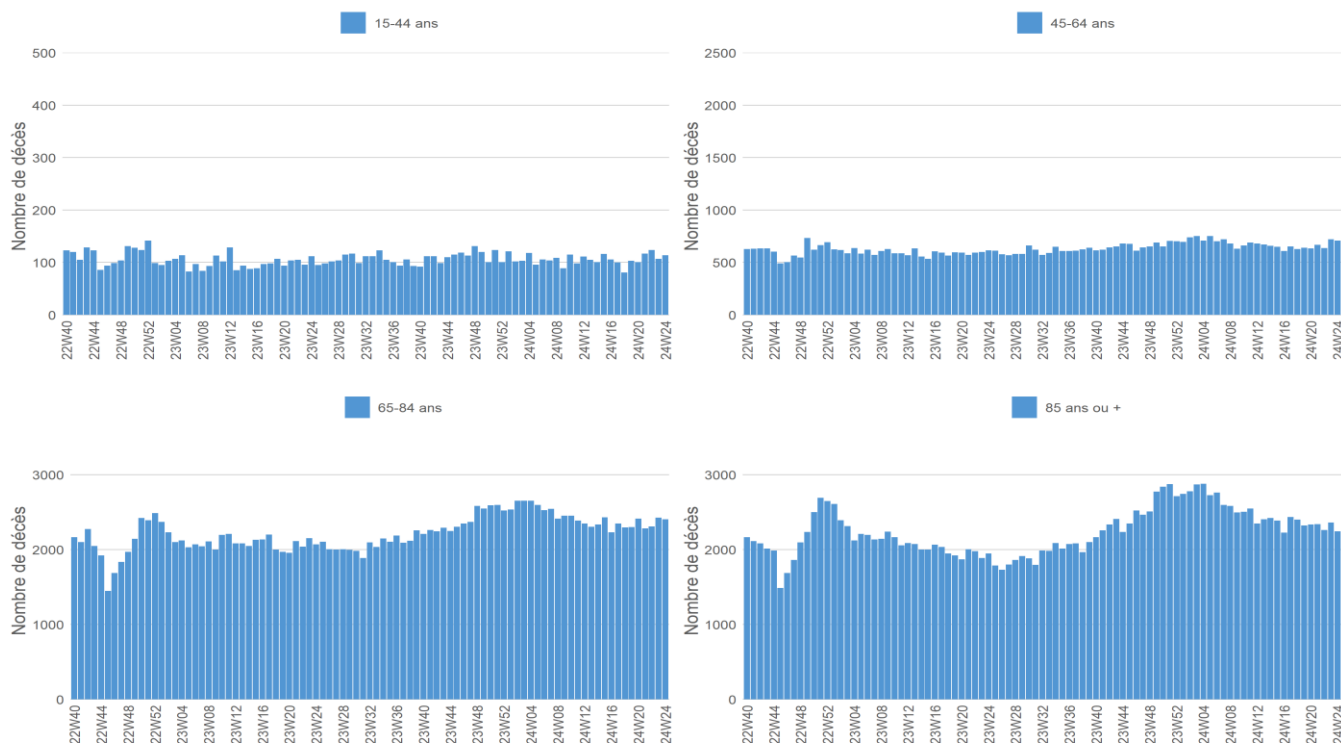 15-44 ans
500
400
300
200
100
0
Nombre de décès
22W40
22W44
22W48
22W52
23W04
23W08
23W12
23W16
23W20
23W24
23W28
23W32
23W36
23W40
23W44
23W48
23W52
24W04
24W08
24W12
24W16
24W20
24W24
45-64 ans
2500
2000
1500
1000
500
0
Nombre de décès
22W40
22W44
22W48
22W52
23W04
23W08
23W12
23W16
23W20
23W24
23W28
23W32
23W36
23W40
23W44
23W48
23W52
24W04
24W08
24W12
24W16
24W20
24W24
65-84 ans
3000
2000
1000
0
Nombre de décès
22W40
22W44
22W48
22W52
23W04
23W08
23W12
23W16
23W20
23W24
23W28
23W32
23W36
23W40
23W44
23W48
23W52
24W04
24W08
24W12
24W16
24W20
24W24
85 ans ou +
3000
2000
1000
0
Nombre de décès
22W40
22W44
22W48
22W52
23W04
23W08
23W12
23W16
23W20
23W24
23W28
23W32
23W36
23W40
23W44
23W48
23W52
24W04
24W08
24W12
24W16
24W20
24W24